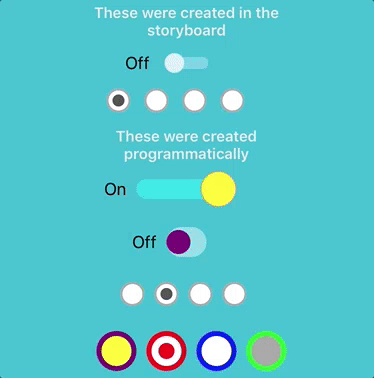 These were created in the
storyboard
Off
These were created
programmatically
On
Off